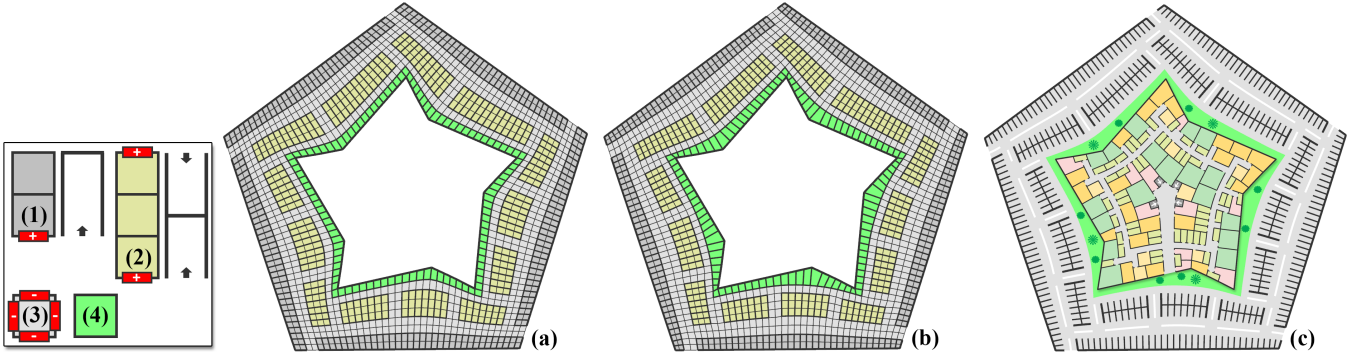 +
(1)
(2)
+
+
-
- (3) -
-
(4)
(a)
(b)
(c)